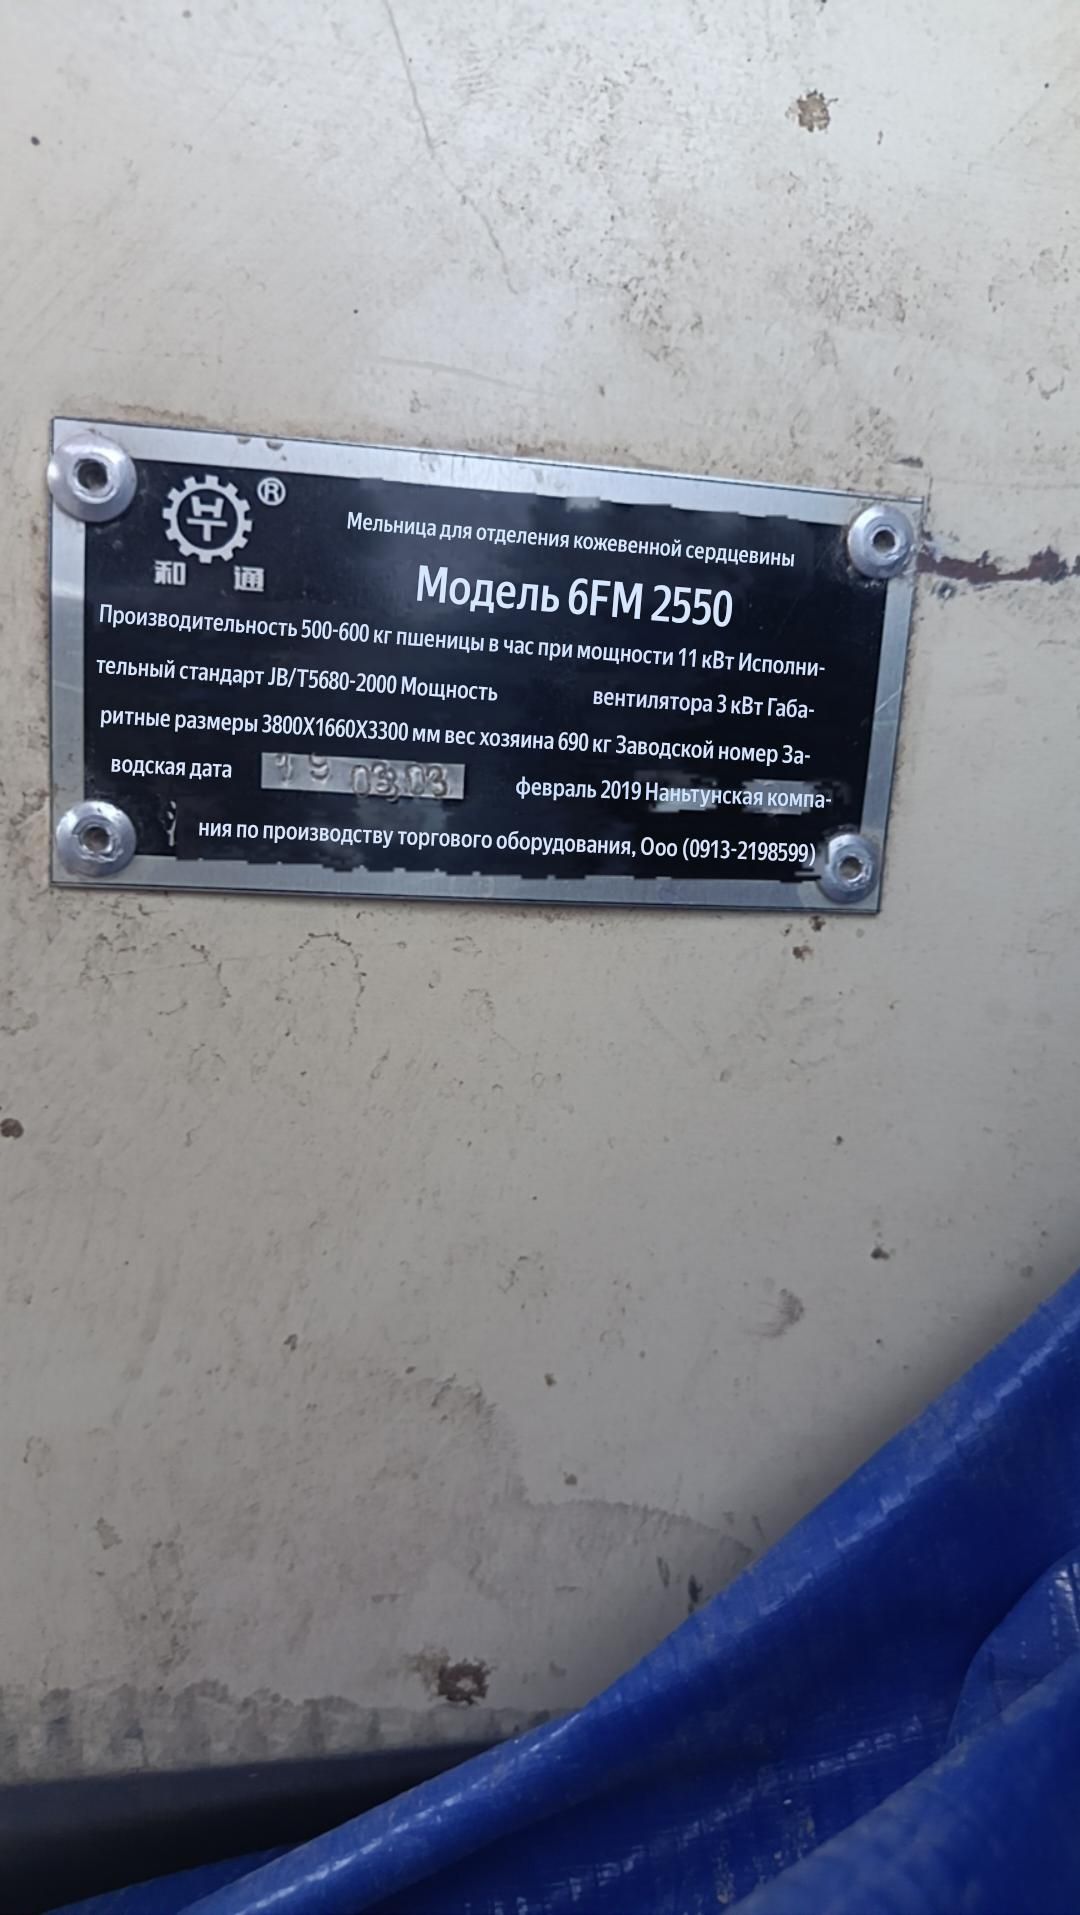 ®
和 通
Мельница для отделения кожевенной сердцевины
Модель 6FM 2550
Производительность 500-600 кг пшеницы в час при мощности 11 кВт Исполни-
тельный стандарт JB/T5680-2000 Мощность вентилятора 3 кВт Габа-
ритные размеры 3800X1660X3300 мм вес хозяина 690 кг Заводской номер За-
водская дата февраль 2019 Наньтунская компа-
ния по производству торгового оборудования, Ооо (0913-2198599)